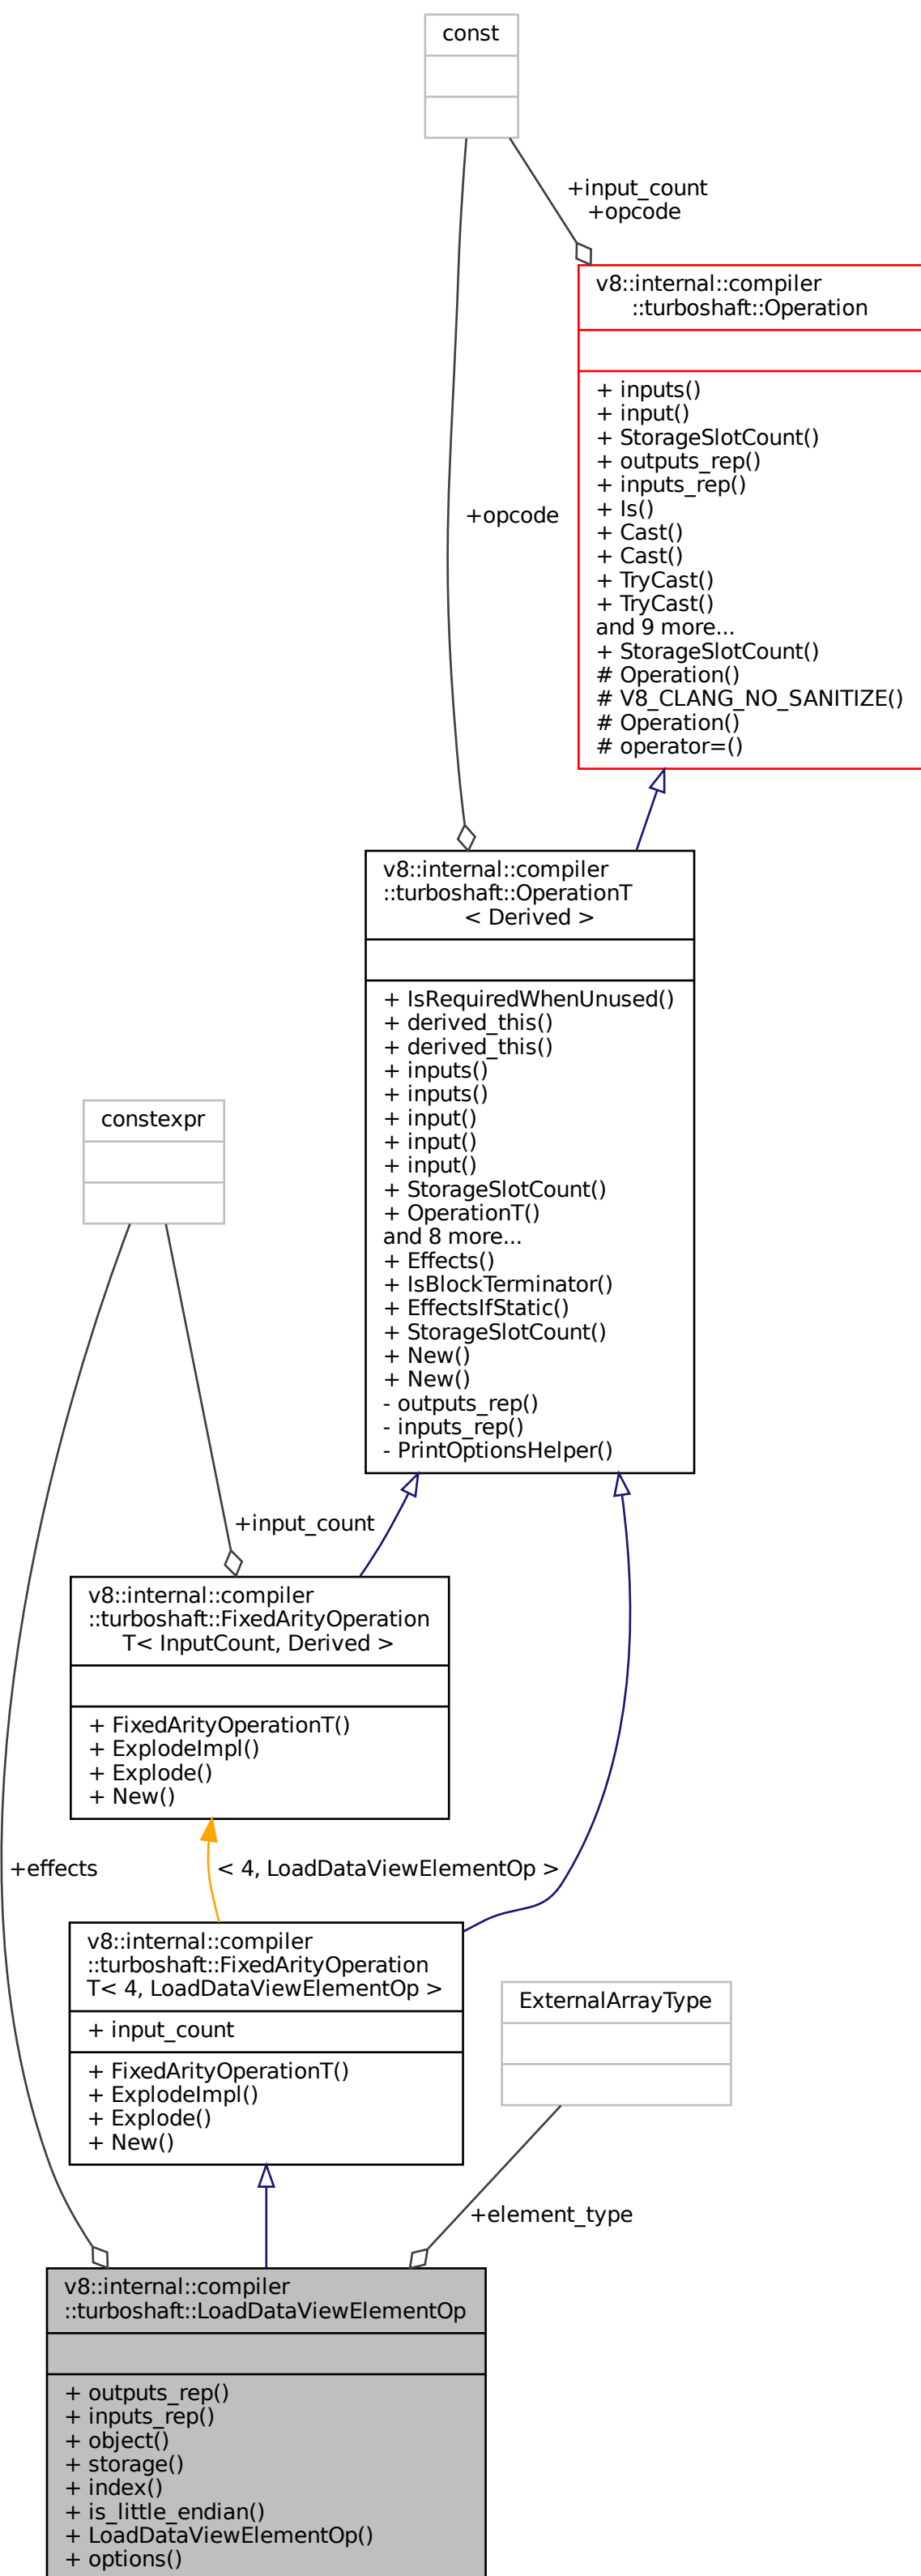 const
+input_count
+opcode
v8::internal::compiler
::turboshaft::Operation
+ inputs()
+ input()
+ StorageSlotCount()
+ outputs_rep()
+ inputs_rep()
+ Is()
+ Cast()
+ Cast()
+ TryCast()
+ TryCast()
and 9 more...
+ StorageSlotCount()
# Operation()
# V8_CLANG_NO_SANITIZE()
# Operation()
# operator=()
+opcode
v8::internal::compiler
::turboshaft::OperationT
< Derived >
+ IsRequiredWhenUnused()
+ derived_this()
+ derived_this()
+ inputs()
+ inputs()
+ input()
+ input()
+ input()
+ StorageSlotCount()
+ OperationT()
and 8 more...
+ Effects()
+ IsBlockTerminator()
+ EffectsIfStatic()
+ StorageSlotCount()
+ New()
+ New()
- outputs_rep()
- inputs_rep()
- PrintOptionsHelper()
constexpr
+input_count
v8::internal::compiler
::turboshaft::FixedArityOperation
T< InputCount, Derived >
+ FixedArityOperationT()
+ ExplodeImpl()
+ Explode()
+ New()
+effects
< 4, LoadDataViewElementOp >
v8::internal::compiler
::turboshaft::FixedArityOperation
T< 4, LoadDataViewElementOp >
+ input_count
+ FixedArityOperationT()
+ ExplodeImpl()
+ Explode()
+ New()
ExternalArrayType
+element_type
v8::internal::compiler
::turboshaft::LoadDataViewElementOp
+ outputs_rep()
+ inputs_rep()
+ object()
+ storage()
+ index()
+ is_little_endian()
+ LoadDataViewElementOp()
+ options()